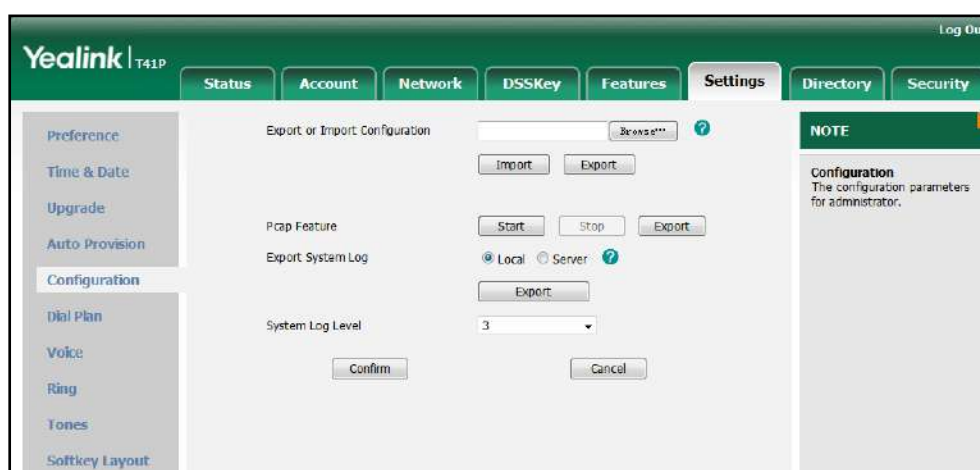 Log Ou
Yealink T41P
Status Account Network DSSKey Features Settings Directory Security
Preference
Time & Date
Upgrade
Auto Provision
Configuration
Dial Plan
Voice
Ring
Tones
Softkey Layout
Export or Import Configuration Browse... ?
Import Export
Pcap Feature Start Stop Export
Export System Log Local Server ?
Export
System Log Level 3
Confirm Cancel
NOTE
Configuration
The configuration parameters
for administrator.